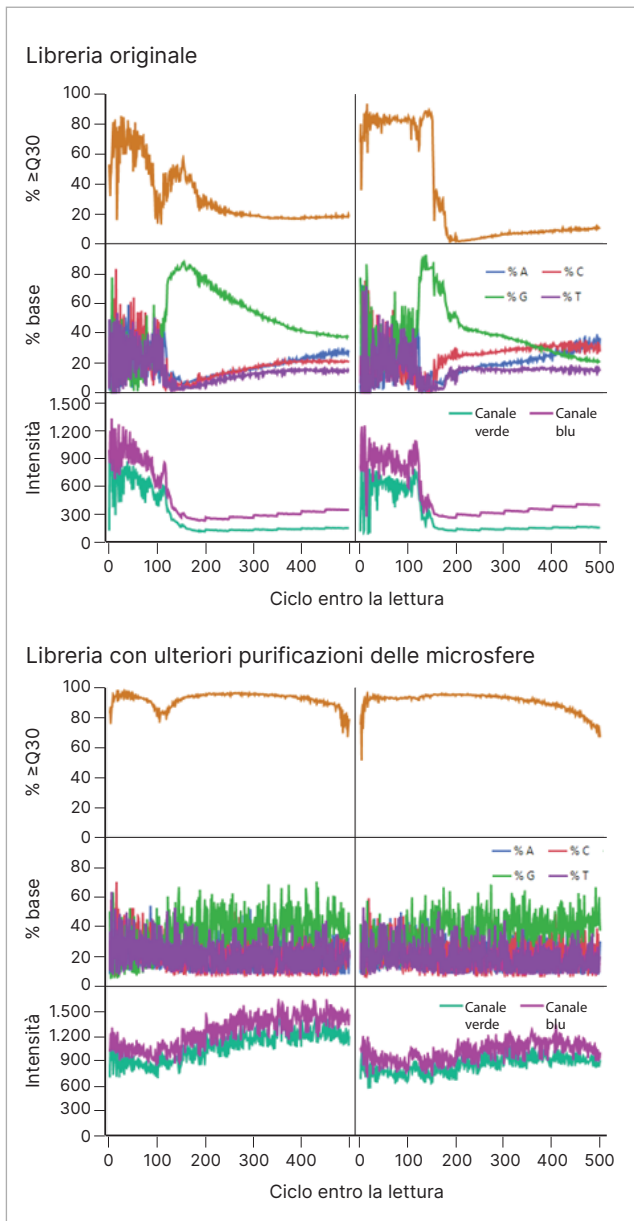 Libreria originale
% ≥Q30
100
80
60
40
20
0
% base
80
60
40
20
0
% A % C
% G % T
Intensità
1.500
1.200
900
600
300
0
Canale verde
Canale blu
0 100 200 300 400 0 100 200 300 400 500
Ciclo entro la lettura
Libreria con ulteriori purificazioni delle microsfere
% ≥Q30
100
80
60
40
20
0
% base
80
60
40
20
0
% A % C
% G % T
Intensità
1.500
1.200
900
600
300
0
Canale verde
Canale blu
0 100 200 300 400 0 100 200 300 400 500
Ciclo entro la lettura